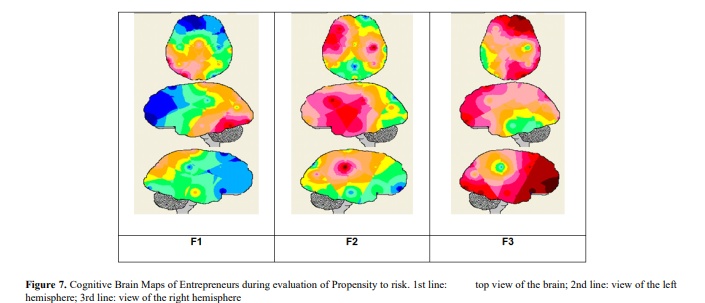 F1 F2 F3
Figure 7. Cognitive Brain Maps of Entrepreneurs during evaluation of Propensity to risk. 1st line: top view of the brain; 2nd line: view of the left
hemisphere; 3rd line: view of the right hemisphere